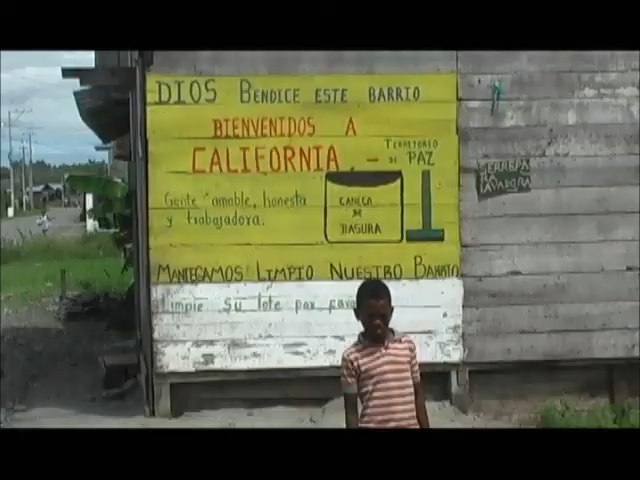 DIOS BENDICE ESTE BARRIO
BIENVENIDOS A
CALIFORNIA. - TERRITORIO DE PAZ
Gente amable, honesta
y trabajadora.
CANECA
DE
BASURA
MANTEGAMOS LIMPIO NUESTRO BARRIO
Limpie su lote por favor